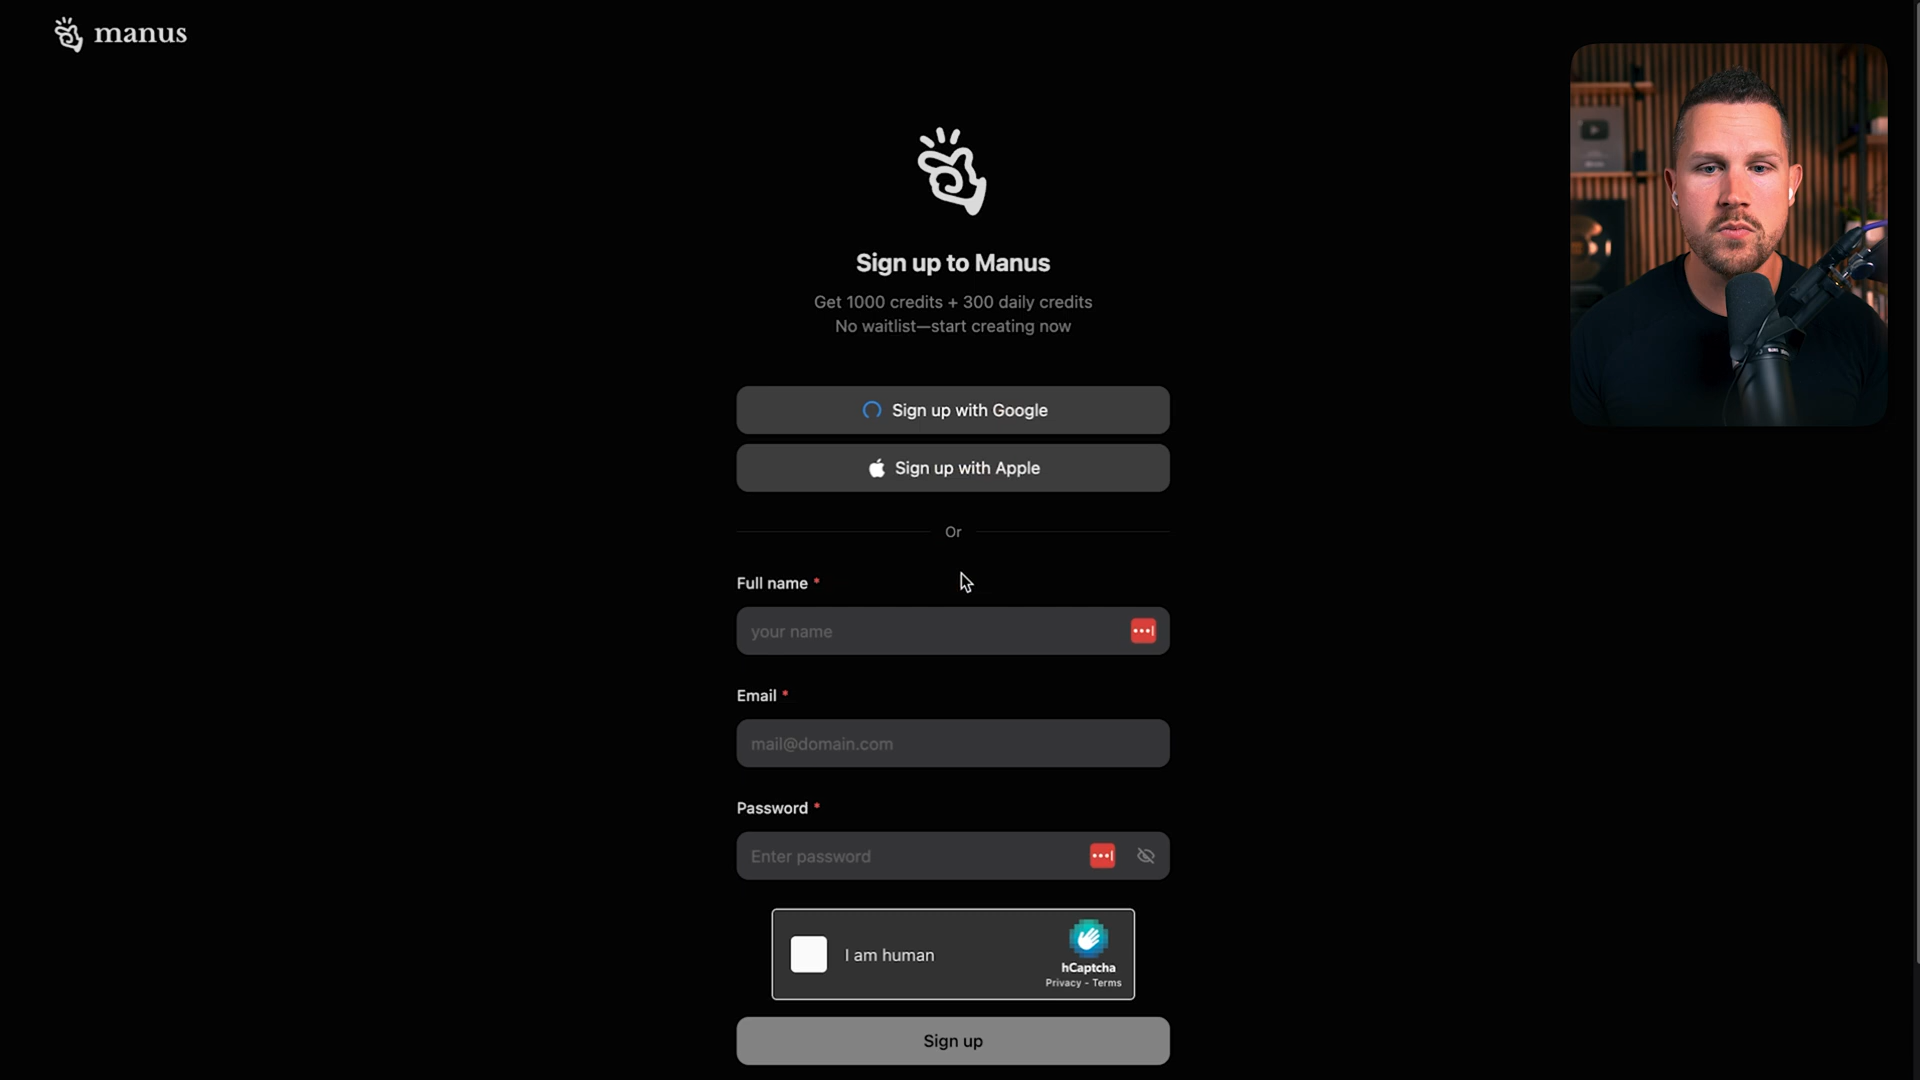 manus
Sign up to Manus
Get 1000 credits + 300 daily credits
No waitlist—start creating now
Sign up with Google
Sign up with Apple
Or
Full name *
your name
Email *
mail@domain.com
Password *
Enter password
I am human
hCaptcha
Privacy - Terms
Sign up